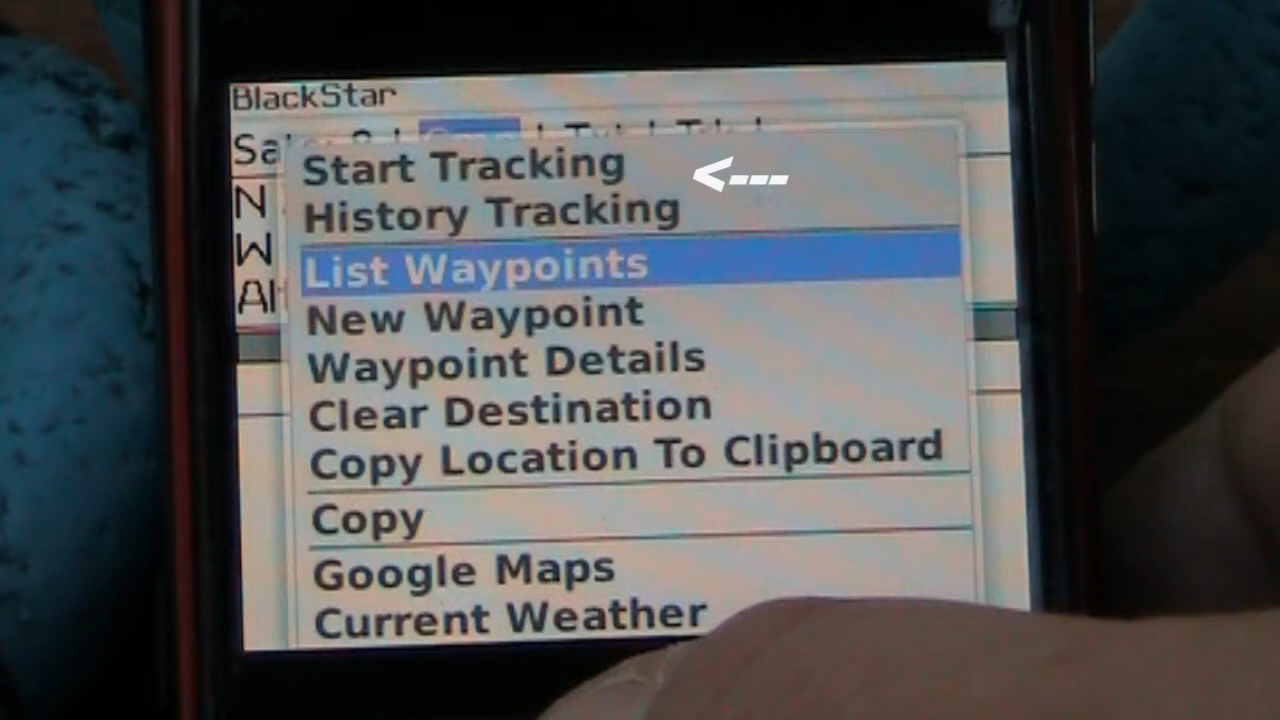 BlackStar
Start Tracking <---
History Tracking
List Waypoints
New Waypoint
Waypoint Details
Clear Destination
Copy Location To Clipboard
Copy
Google Maps
Current Weather